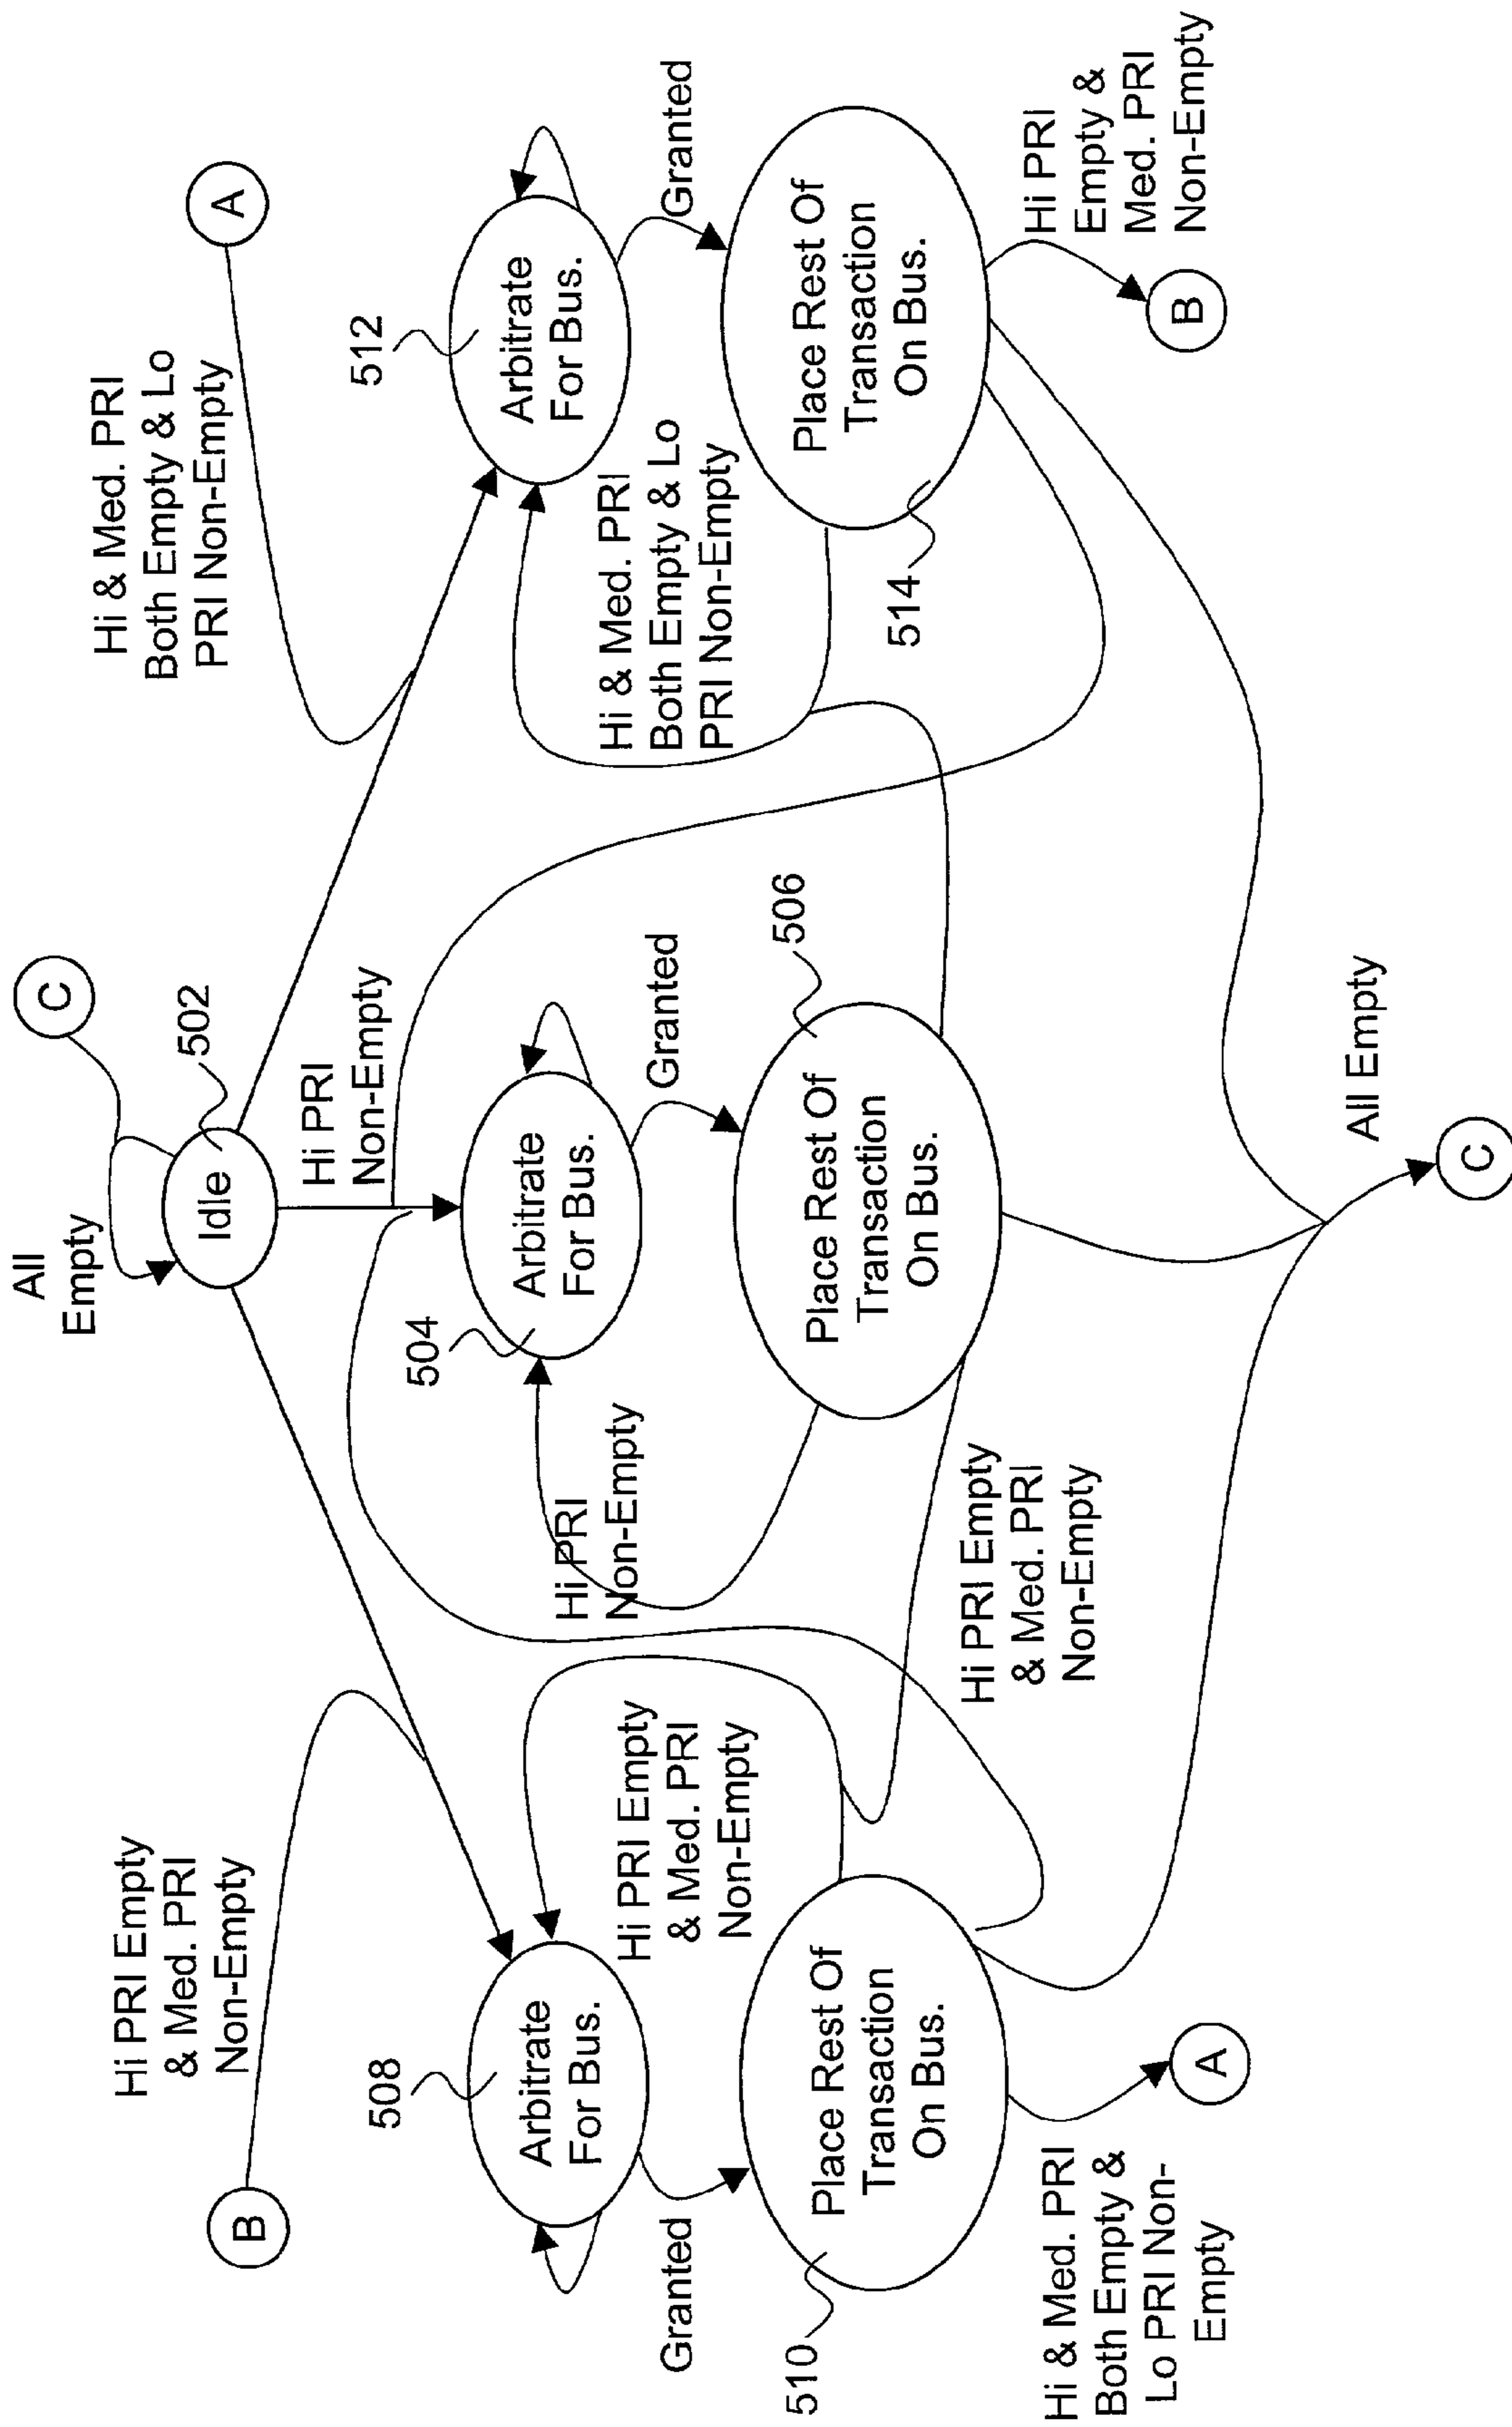 All
Empty
C
502
Idle
Hi PRI Empty
& Med. PRI
Non-Empty
B
Hi & Med. PRI
Both Empty & Lo
PRI Non-Empty
A
Hi PRI
Non-Empty
508
Arbitrate
For Bus.
504
Arbitrate
For Bus.
512
Arbitrate
For Bus.
Granted
Hi PRI Empty
& Med. PRI
Non-Empty
Hi PRI
Non-Empty
Granted
Hi & Med. PRI
Both Empty & Lo
PRI Non-Empty
Granted
510
Place Rest Of
Transaction
On Bus.
506
Place Rest Of
Transaction
On Bus.
514
Place Rest Of
Transaction
On Bus.
Hi & Med. PRI
Both Empty &
Lo PRI Non-
Empty
A
Hi PRI Empty
& Med. PRI
Non-Empty
Hi PRI
Empty &
Med. PRI
Non-Empty
B
All Empty
C